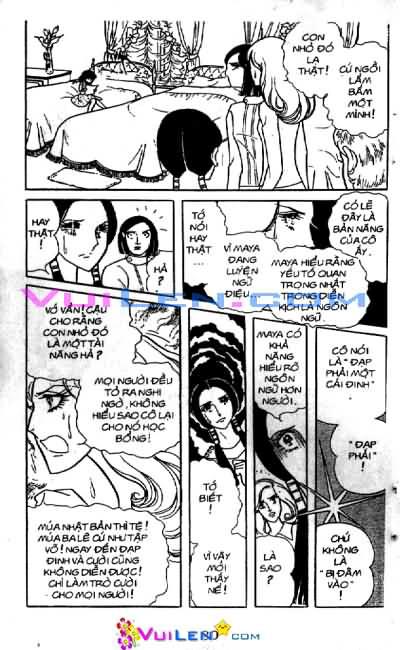 CON
NHỎ ĐÓ
LẠ
THẬT!
CỨ NGỒI
LẨM
BẨM
MỘT
MÌNH!
HAY
THẬT!
HẢ?
TỚ
NÓI
HAY
THẬT
...
VÌ MAYA
ĐANG
LUYỆN
NGỮ
ĐIỆU.
CÓ LẼ
ĐÂY LÀ
BẢN NĂNG
CỦA CÔ
ẤY.
MAYA HIỂU RẰNG
YẾU TỐ QUAN
TRỌNG NHẤT
TRONG DIỄN
KỊCH LÀ NGÔN
NGỮ.
VUILEN.COM
VỚ VẨN! CẬU
CHO RẰNG
CON NHỎ ĐÓ
LÀ MỘT TÀI
NĂNG HẢ?
MỌI NGƯỜI ĐỀU
TỎ RA NGHI
NGỜ, KHÔNG
HIỂU SAO CÔ LẠI
CHO NÓ HỌC
BỔNG!
MÚA NHẬT BẢN THÌ TỆ!
MÚA BA LÊ CỨ NHƯ TẬP
VÕ! NGAY ĐẾN ĐẠP
ĐINH VÀ CƯỜI CŨNG
KHÔNG DIỄN ĐƯỢC!
CHỈ LÀM TRÒ CƯỜI
CHO MỌI NGƯỜI!
TỚ
BIẾT!
VÌ VẬY
MỚI
THẤY
NỂ!
MAYA CÓ
KHẢ
NĂNG
HIỂU RÕ
NGÔN
NGỮ HƠN
NGƯỜI.
LÀ
SAO?
CÔ NÓI
LÀ "ĐẠP
PHẢI MỘT
CÁI ĐINH"
.
"ĐẠP
PHẢI"
!
CHỨ
KHÔNG
LÀ
"BỊ ĐÂM
VÀO"
!
VUILEN